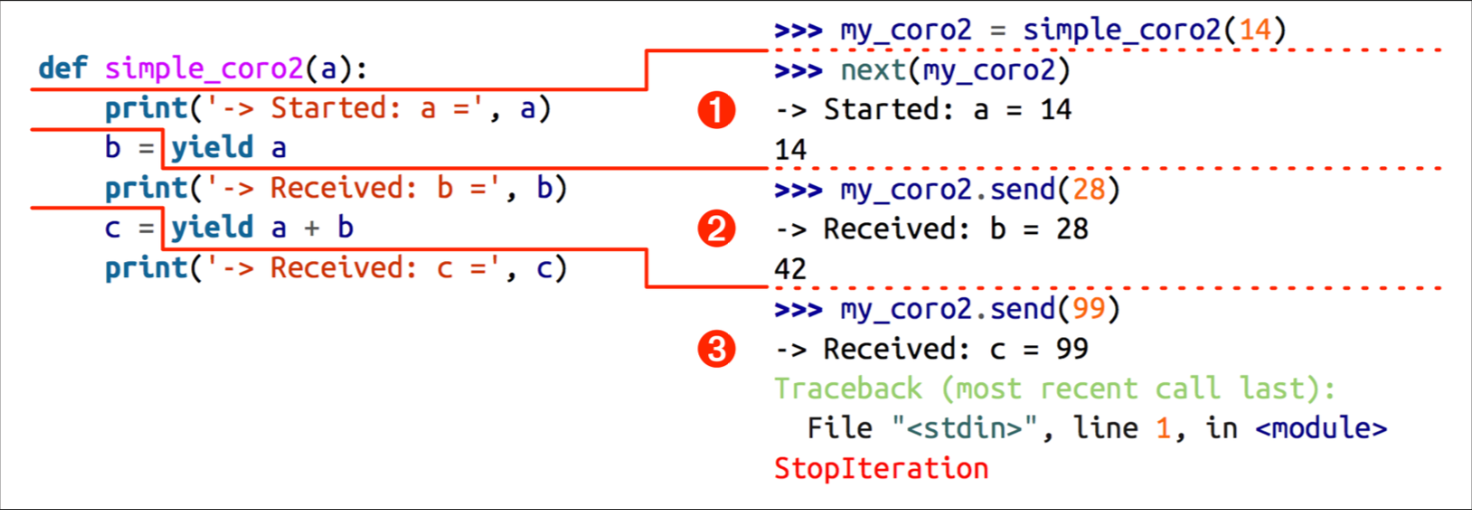 def simple_coro2(a):
    print('-> Started: a =', a)
    b = yield a
    print('-> Received: b =', b)
    c = yield a + b
    print('-> Received: c =', c)
>>> my_coro2 = simple_coro2(14)
>>> next(my_coro2)
1
-> Started: a = 14
14
>>> my_coro2.send(28)
2
-> Received: b = 28
42
>>> my_coro2.send(99)
3
-> Received: c = 99
Traceback (most recent call last):
  File "<stdin>", line 1, in <module>
StopIteration